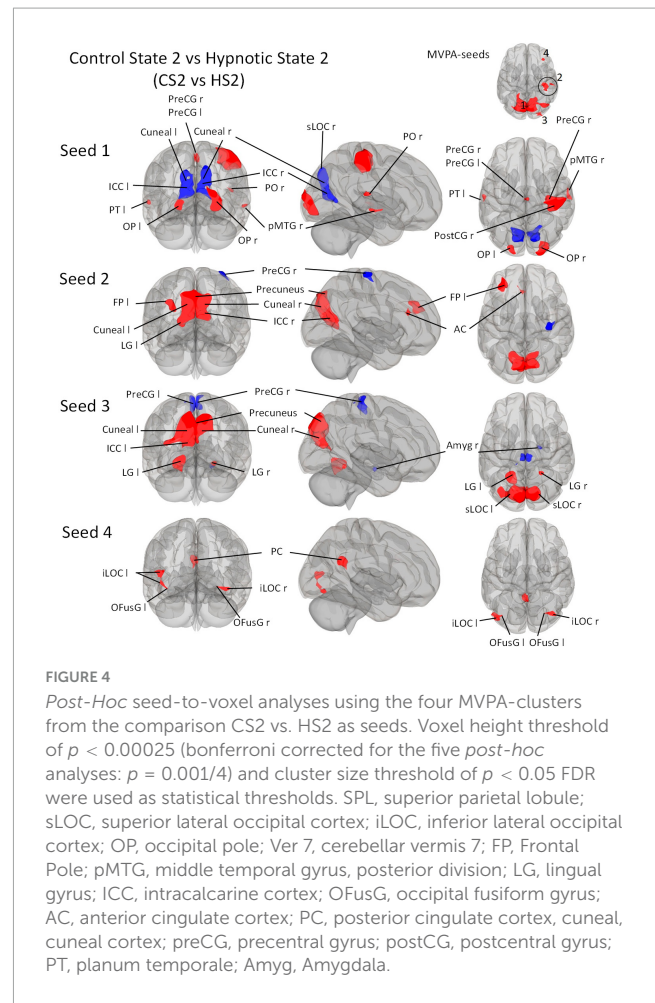 Control State 2 vs Hypnotic State 2
(CS2 vs HS2)
MVPA-seeds
4
2
1
3
Seed 1
PreCG r
PreCG l
Cuneal l
Cuneal r
ICC l
ICC r
PO r
PT l
pMTG r
OP l
OP r
sLOC r
PO r
pMTG r
PreCG r
PreCG r
PreCG l
pMTG r
PT l
PostCG r
OP l
OP r
Seed 2
PreCG r
Precuneus
FP l
Cuneal r
Cuneal l
ICC r
LG l
FP l
AC
Seed 3
PreCG l
PreCG r
Precuneus
Cuneal l
Cuneal r
ICC l
LG l
LG r
Amyg r
LG l
LG r
sLOC l
sLOC r
Seed 4
PC
iLOC l
iLOC r
OFusG l
OFusG r
iLOC l
iLOC r
OFusG l
OFusG r
FIGURE 4
Post-Hoc seed-to-voxel analyses using the four MVPA-clusters
from the comparison CS2 vs. HS2 as seeds. Voxel height threshold
of p < 0.00025 (bonferroni corrected for the five post-hoc
analyses: p = 0.001/4) and cluster size threshold of p < 0.05 FDR
were used as statistical thresholds. SPL, superior parietal lobule;
sLOC, superior lateral occipital cortex; iLOC, inferior lateral occipital
cortex; OP, occipital pole; Ver 7, cerebellar vermis 7; FP, Frontal
Pole; pMTG, middle temporal gyrus, posterior division; LG, lingual
gyrus; ICC, intracalcarine cortex; OFusG, occipital fusiform gyrus;
AC, anterior cingulate cortex; PC, posterior cingulate cortex, cuneal,
cuneal cortex; preCG, precentral gyrus; postCG, postcentral gyrus;
PT, planum temporale; Amyg, Amygdala.